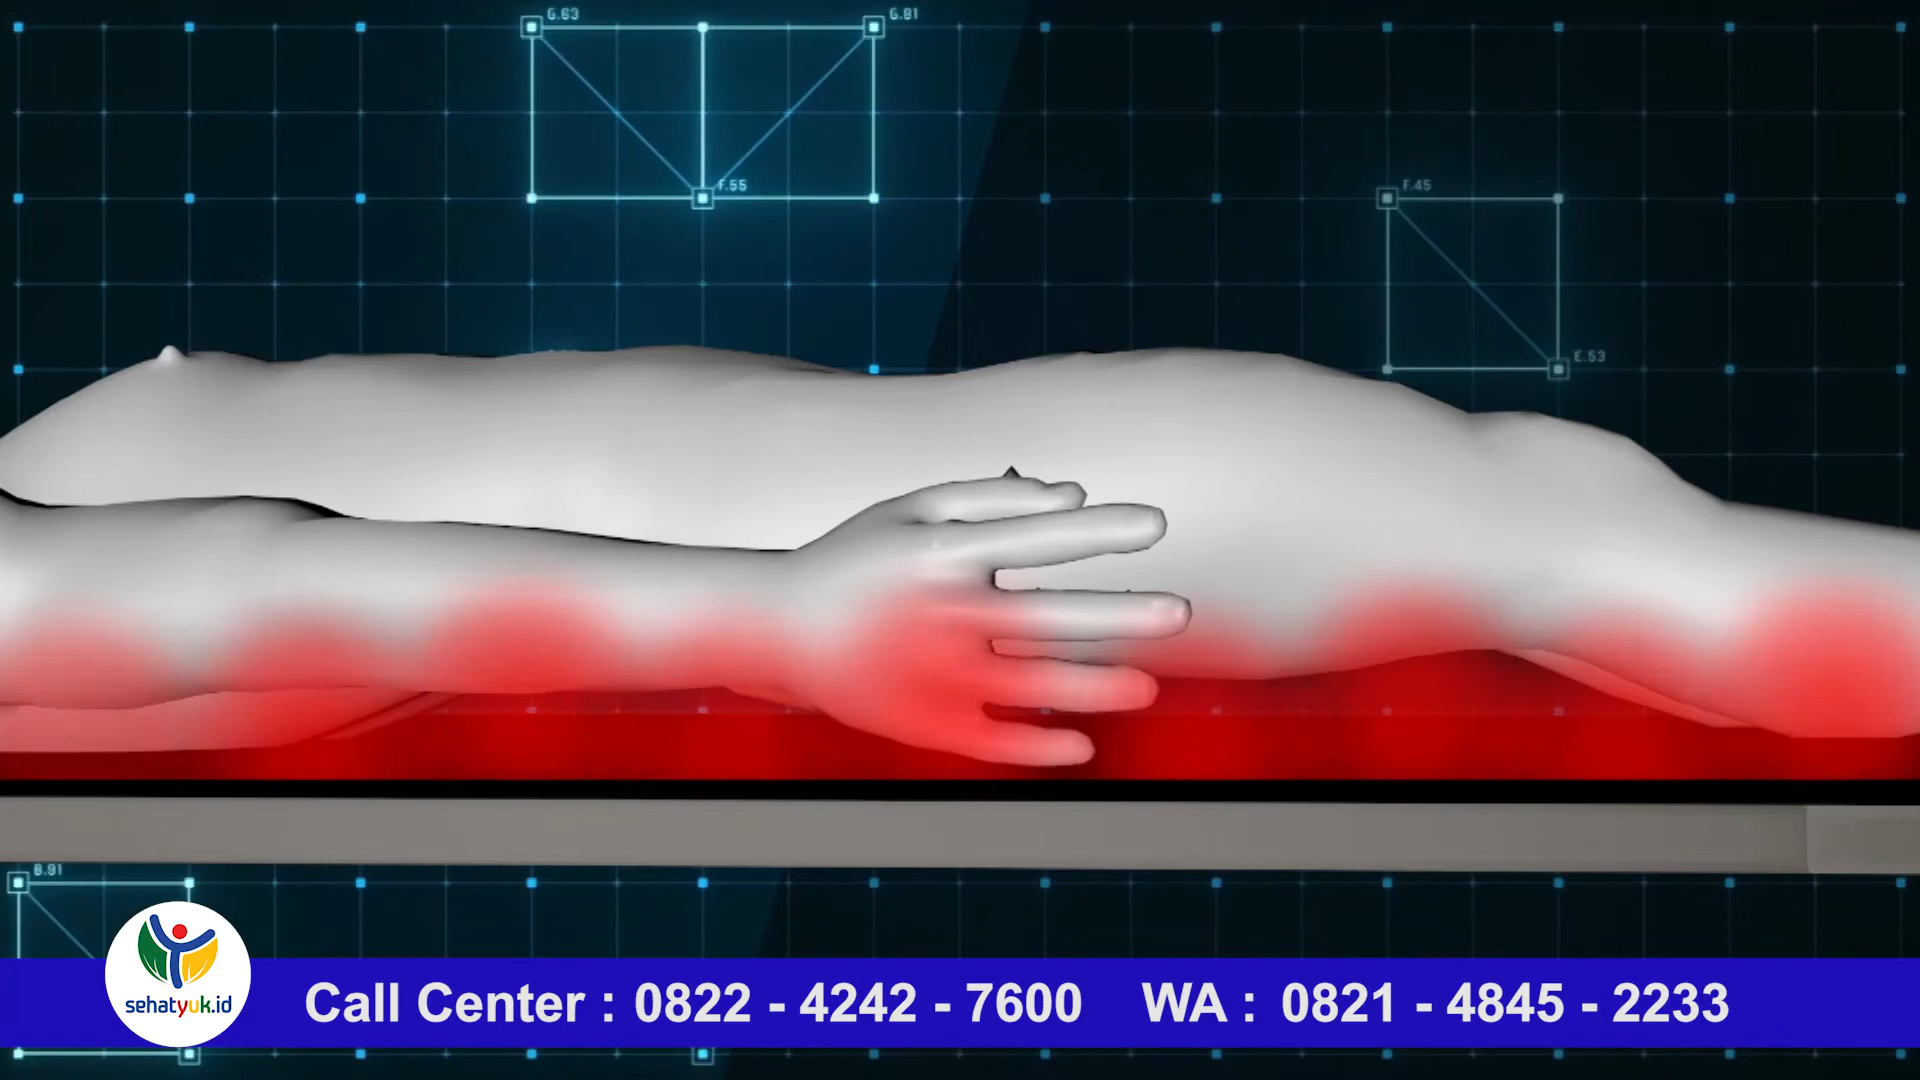 G.63
G.81
F.55
F.45
E.53
B.91
sehatyuk.id
Call Center : 0822 - 4242 - 7600 WA : 0821 - 4845 - 2233